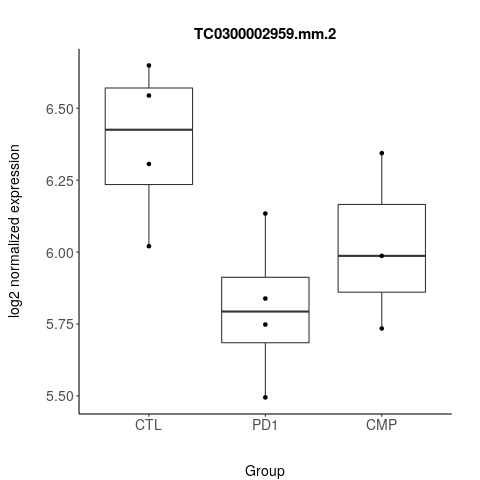 TC0300002959.mm.2
log2 normalized expression
6.50
6.25
6.00
5.75
5.50
CTL PD1 CMP
Group